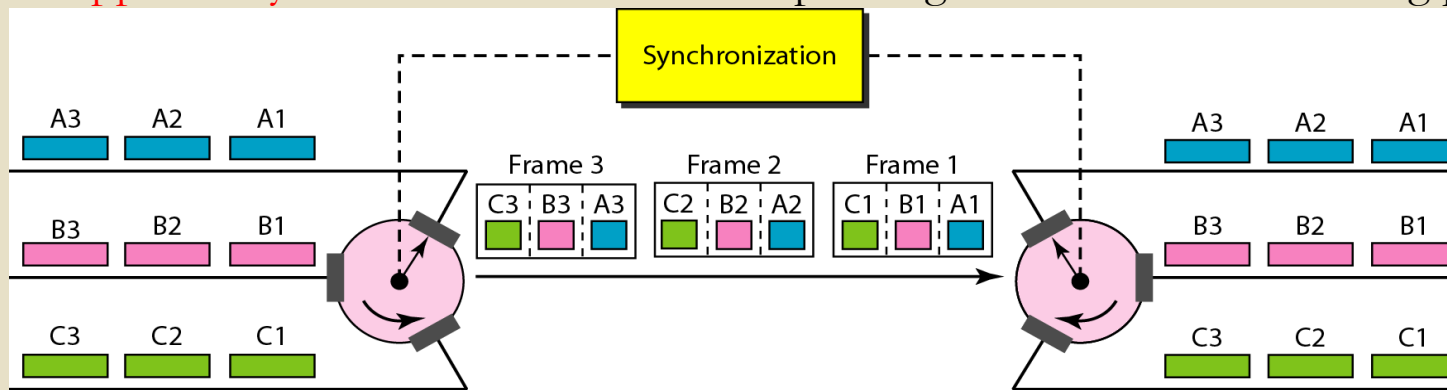 Synchronization
A3 A2 A1
A3 A2 A1
Frame 3 Frame 2 Frame 1
C3 B3 A3 C2 B2 A2 C1 B1 A1
B3 B2 B1
B3 B2 B1
C3 C2 C1
C3 C2 C1